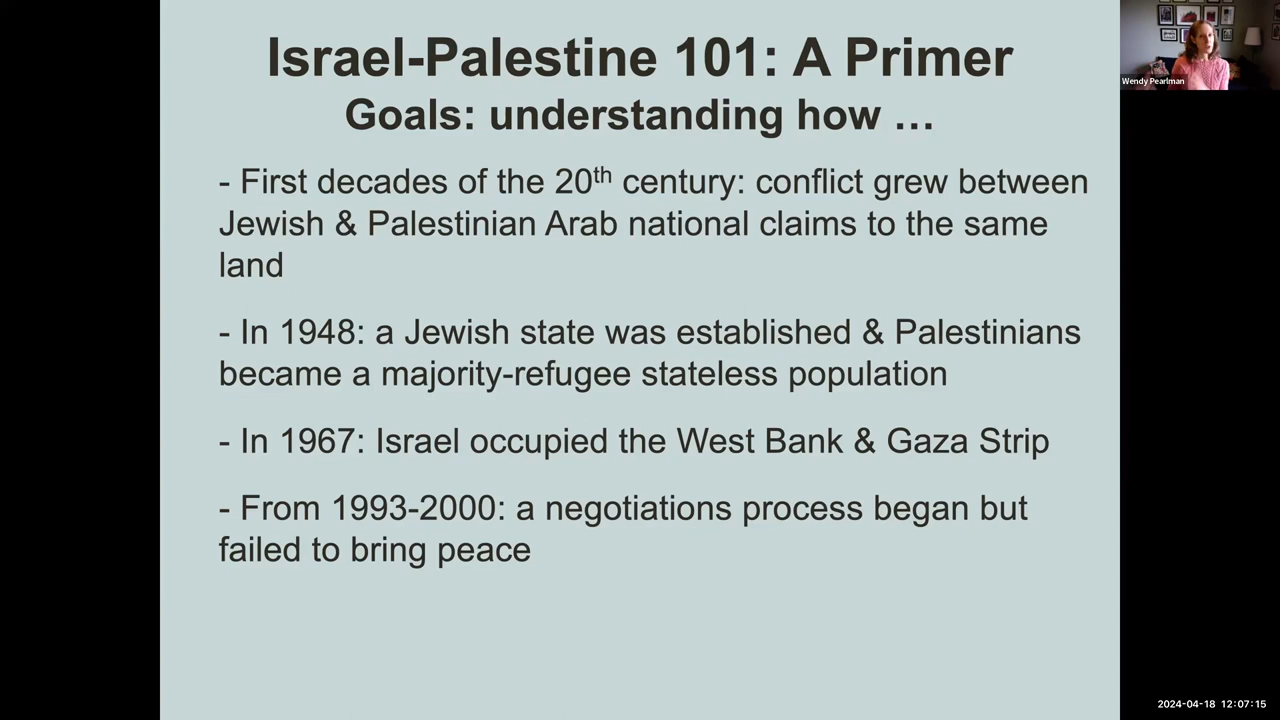 Israel-Palestine 101: A Primer
Goals: understanding how …
- First decades of the 20th century: conflict grew between
Jewish & Palestinian Arab national claims to the same
land
- In 1948: a Jewish state was established & Palestinians
became a majority-refugee stateless population
- In 1967: Israel occupied the West Bank & Gaza Strip
- From 1993-2000: a negotiations process began but
failed to bring peace
Wendy Pearlman
2024-04-18 12:07:15